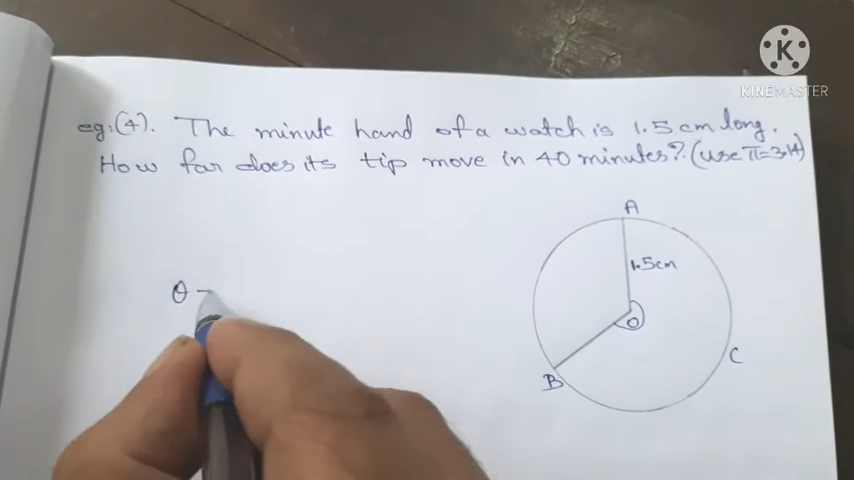 K
KINEMASTER
eg:(4). The minute hand of a watch is 1.5 cm long.
How far does its tip move in 40 minutes? (use π=3.14)
A
1.5cm
O
C
B
θ -